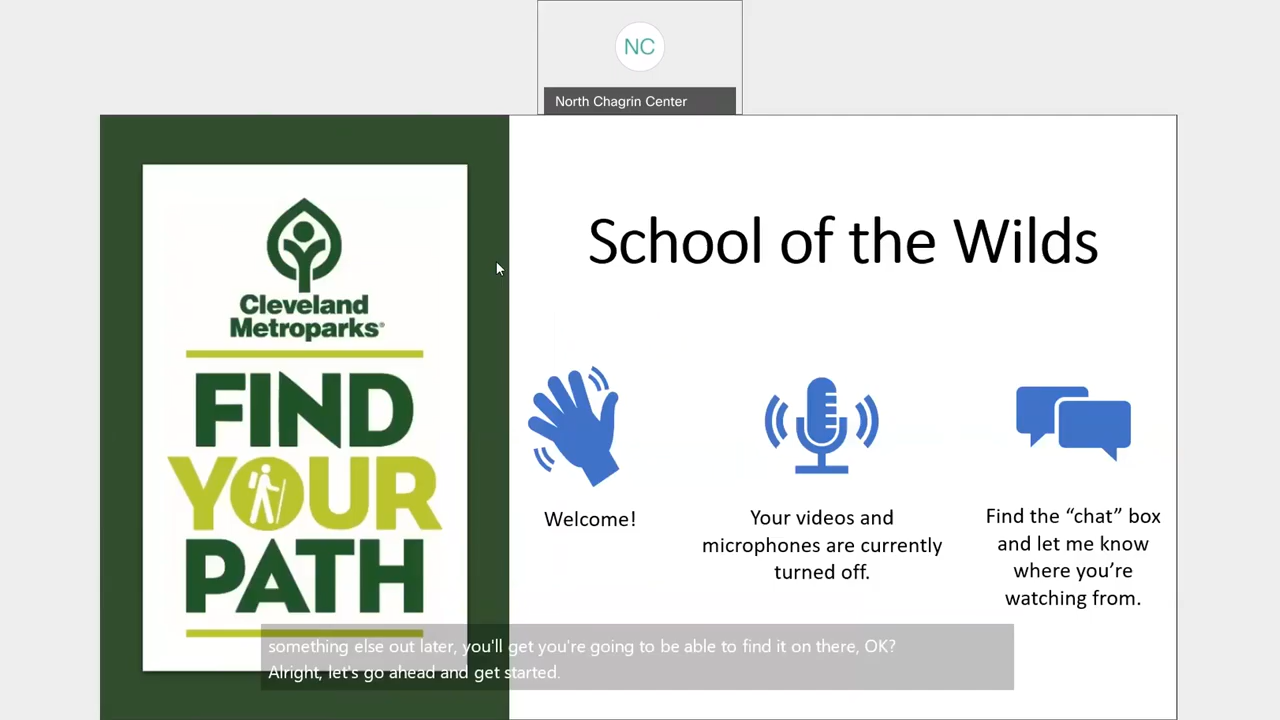 NC
North Chagrin Center
Cleveland
Metroparks®
FIND
YOUR
PATH
School of the Wilds
Welcome!
Your videos and
microphones are currently
turned off.
Find the “chat” box
and let me know
where you’re
watching from.
something else out later, you'll get you're going to be able to find it on there, OK?
Alright, let's go ahead and get started.